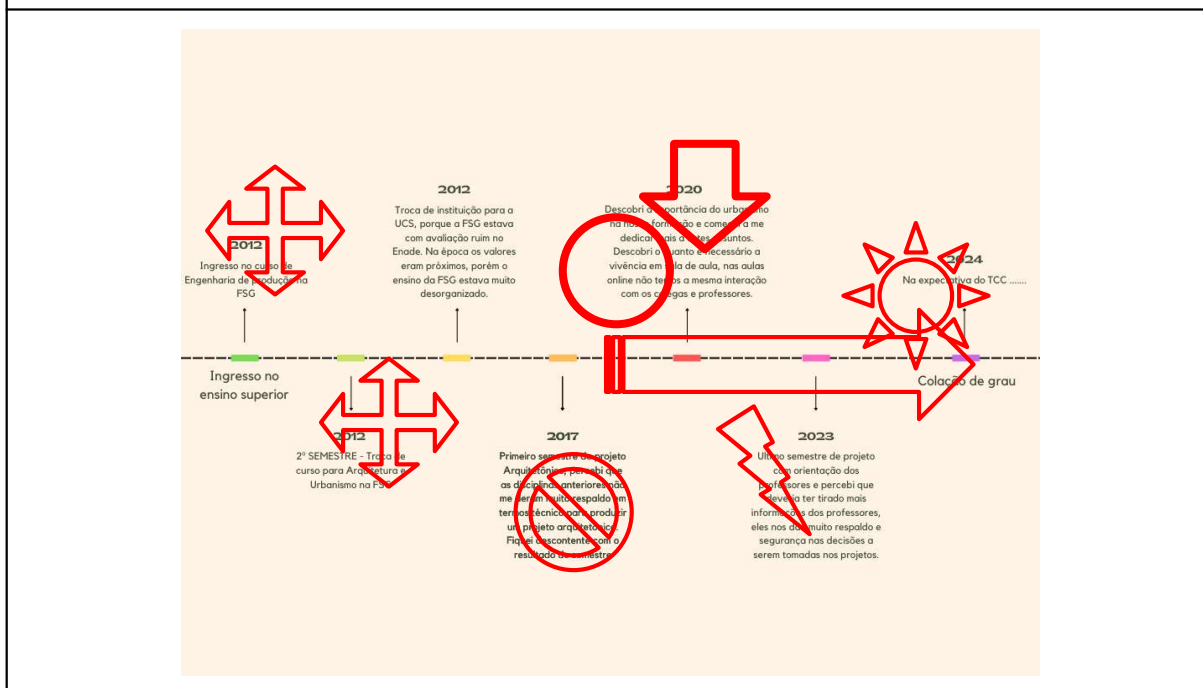 2012
Ingresso no curso de
Engenharia de produção na
FSG
Ingresso no
ensino superior
2012
2º SEMESTRE - Troca de
curso para Arquitetura e
Urbanismo na FSG
2012
Troca de instituição para a
UCS, porque a FSG estava
com avaliação ruim no
Enade. Na época os valores
eram próximos, porém o
ensino da FSG estava muito
desorganizado.
2017
Primeiro semestre de projeto
Arquitetônico, percebi que
as disciplinas anteriores não
me deram muito respaldo em
termos técnico para produzir
um projeto arquitetônico.
Fiquei descontente com o
resultado do semestre
2020
Descobri a importância do urbanismo
na nossa formação e comecei a me
dedicar mais a estes assuntos.
Descobri o quanto é necessário a
vivência em sala de aula, nas aulas
online não temos a mesma interação
com os colegas e professores.
2023
Ultimo semestre de projeto
com orientação dos
professores e percebi que
deveria ter tirado mais
informações dos professores,
eles nos dão muito respaldo e
segurança nas decisões a
serem tomadas nos projetos.
2024
Na expectativa do TCC .......
Colação de grau